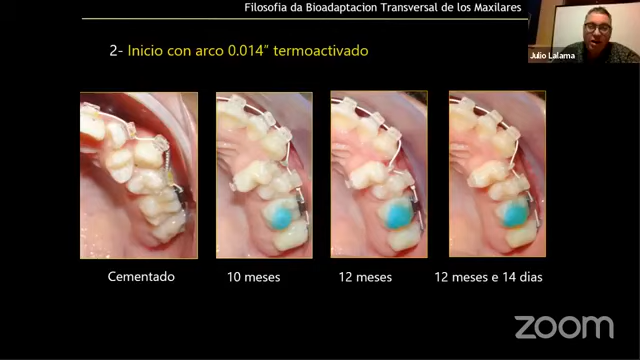 Filosofia da Bioadaptacion Transversal de los Maxilares
Julio Lalama
2- Inicio con arco 0.014” termoactivado
Cementado
10 meses
12 meses
12 meses e 14 dias
zoom